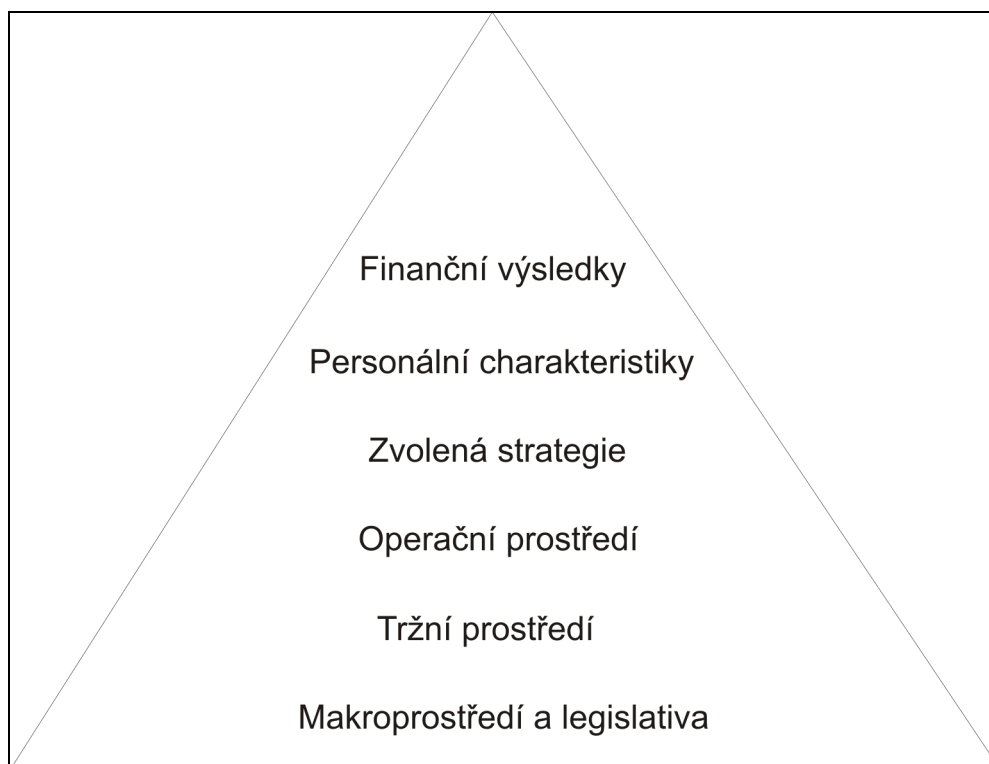 Finanční výsledky
Personální charakteristiky
Zvolená strategie
Operační prostředí
Tržní prostředí
Makroprostředí a legislativa